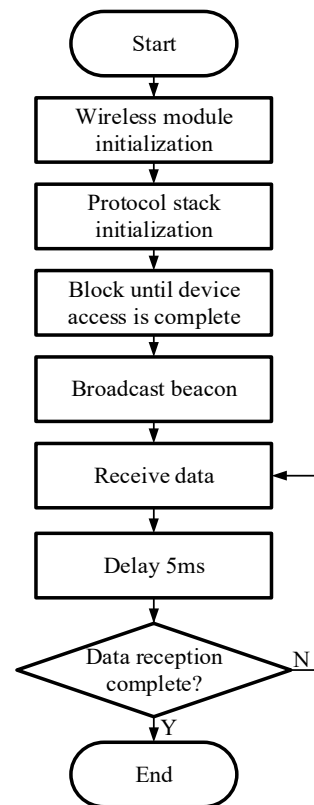 Start
Wireless module
initialization
Protocol stack
initialization
Block until device
access is complete
Broadcast beacon
Receive data
Delay 5ms
Data reception
complete?
N
Y
End